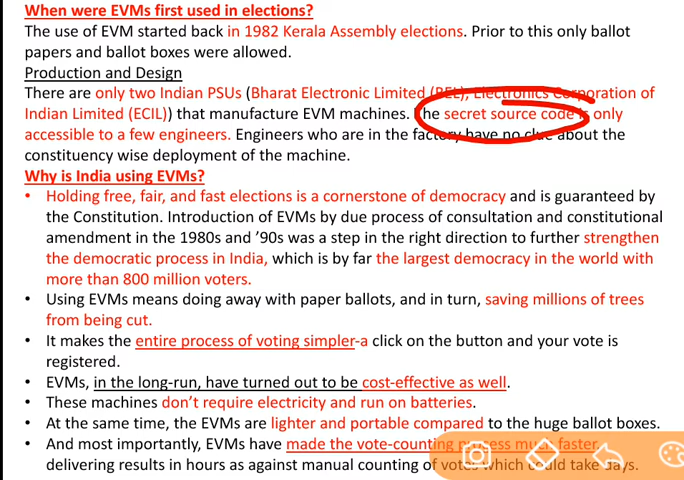 When were EVMs first used in elections?
The use of EVM started back in 1982 Kerala Assembly elections. Prior to this only ballot
papers and ballot boxes were allowed.
Production and Design
There are only two Indian PSUs (Bharat Electronic Limited (BEL), Electronics Corporation of
Indian Limited (ECIL)) that manufacture EVM machines. The secret source code is only
accessible to a few engineers. Engineers who are in the factory have no clue about the
constituency wise deployment of the machine.
Why is India using EVMs?
• Holding free, fair, and fast elections is a cornerstone of democracy and is guaranteed by
the Constitution. Introduction of EVMs by due process of consultation and constitutional
amendment in the 1980s and ’90s was a step in the right direction to further strengthen
the democratic process in India, which is by far the largest democracy in the world with
more than 800 million voters.
• Using EVMs means doing away with paper ballots, and in turn, saving millions of trees
from being cut.
• It makes the entire process of voting simpler-a click on the button and your vote is
registered.
• EVMs, in the long-run, have turned out to be cost-effective as well.
• These machines don’t require electricity and run on batteries.
• At the same time, the EVMs are lighter and portable compared to the huge ballot boxes.
• And most importantly, EVMs have made the vote-counting process much faster,
delivering results in hours as against manual counting of votes which could take days.